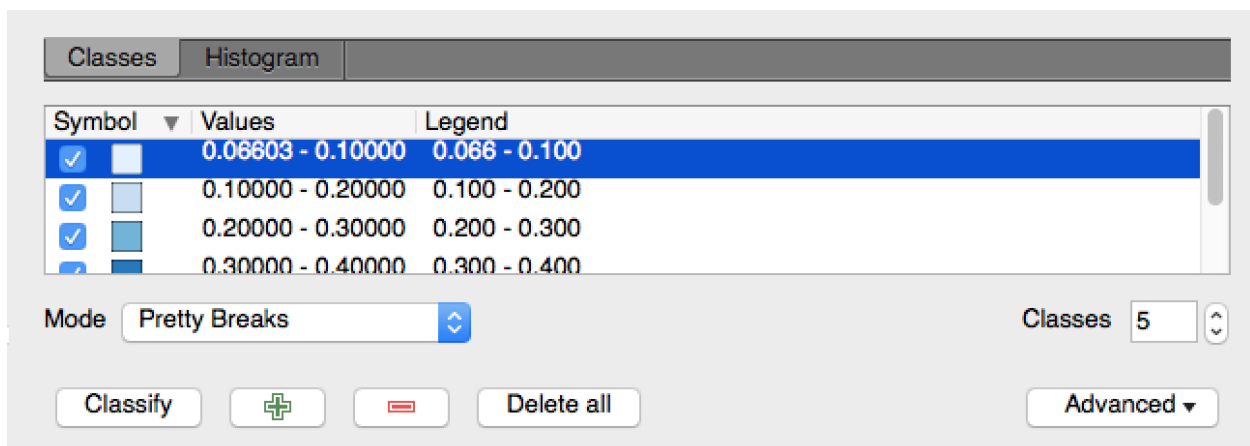 Classes Histogram
Symbol Values Legend
0.06603 - 0.10000 0.066 - 0.100
0.10000 - 0.20000 0.100 - 0.200
0.20000 - 0.30000 0.200 - 0.300
0.30000 - 0.40000 0.300 - 0.400
Mode Pretty Breaks Classes 5
Classify Delete all Advanced